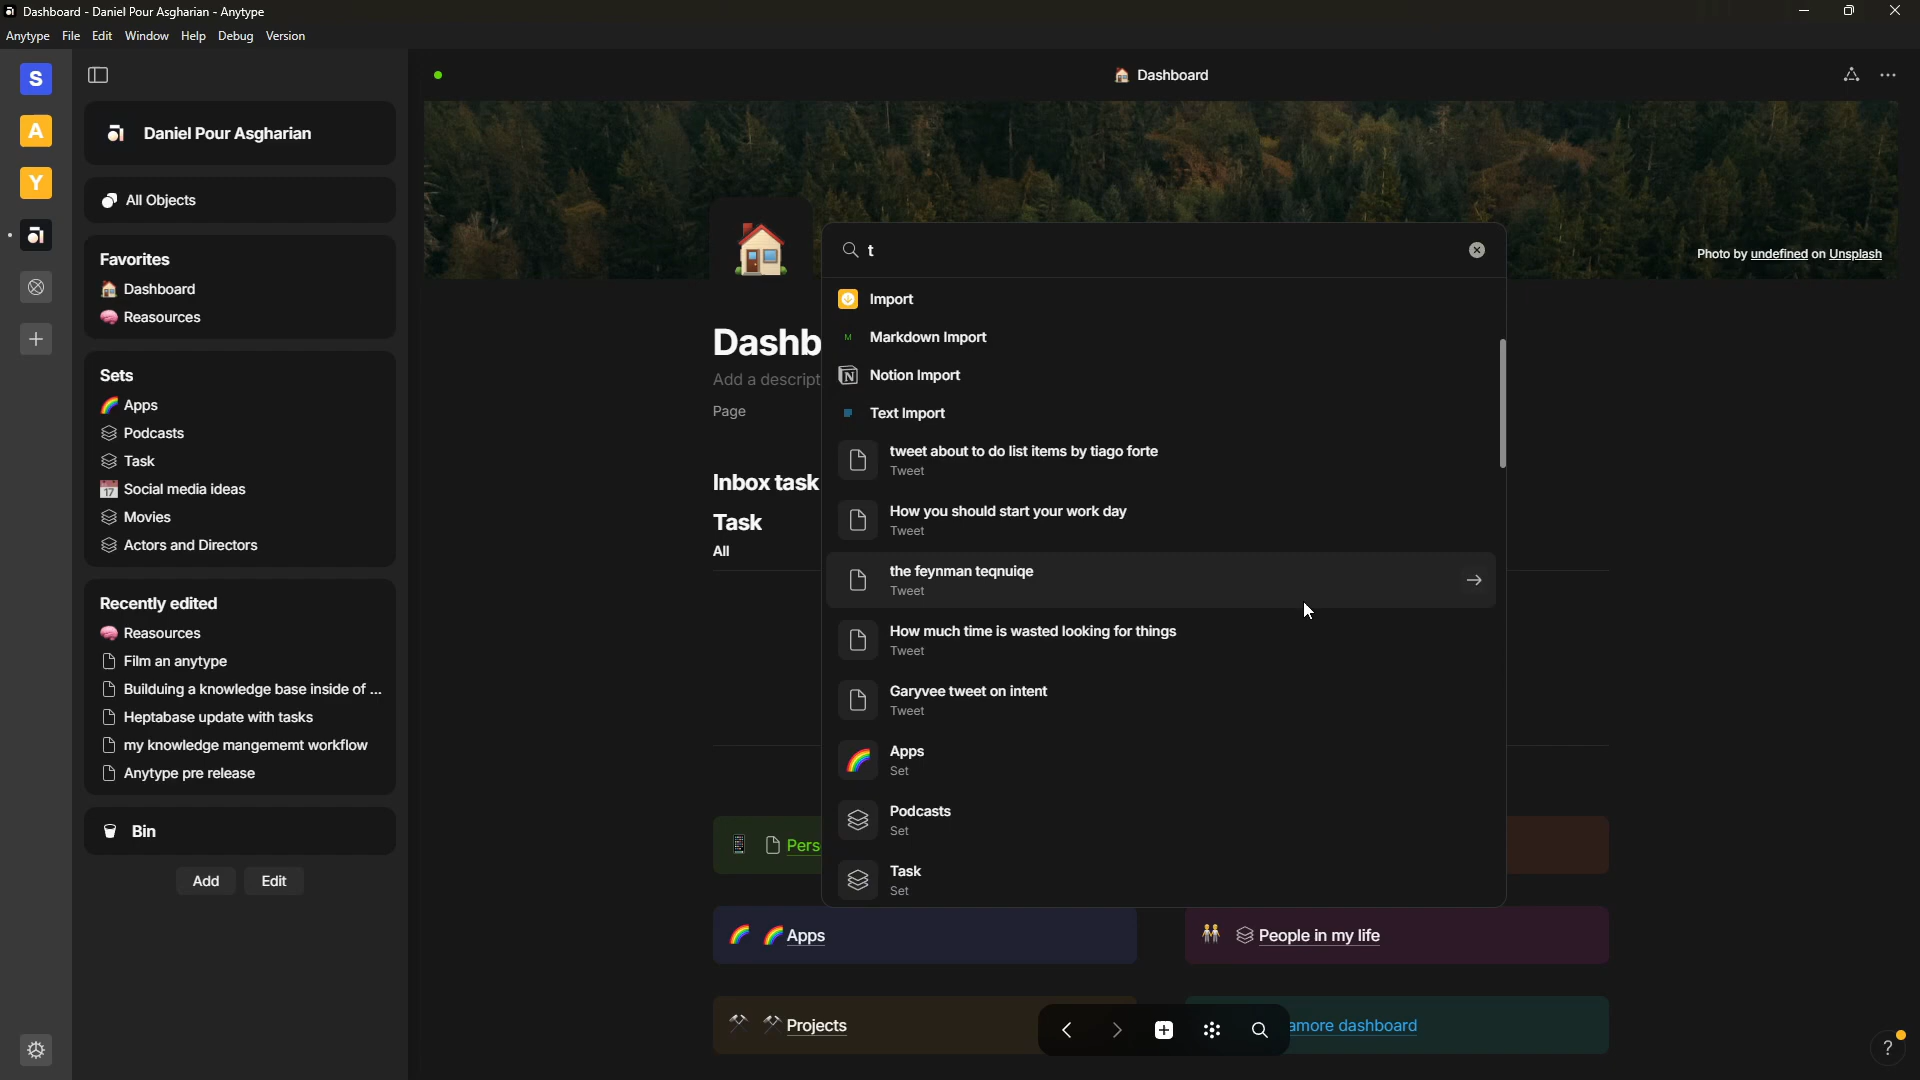 Dashboard - Daniel Pour Asgharian - Anytype
Anytype File Edit Window Help Debug Version
S
A
Y
Daniel Pour Asgharian
All Objects
Favorites
Dashboard
Reasources
Sets
Apps
Podcasts
Task
17 Social media ideas
Movies
Actors and Directors
Recently edited
Reasources
Film an anytype
Builduing a knowledge base inside of ...
Heptabase update with tasks
my knowledge mangememt workflow
Anytype pre release
Bin
Add Edit
Dashboard
Photo by undefined on Unsplash
Dashb
Add a descript
Page
Inbox task
Task
All
t
Import
M Markdown Import
N Notion Import
Text Import
tweet about to do list items by tiago forte
Tweet
How you should start your work day
Tweet
the feynman teqnuiqe
Tweet
How much time is wasted looking for things
Tweet
Garyvee tweet on intent
Tweet
Apps
Set
Podcasts
Set
Task
Set
Pers
Apps
People in my life
Projects
amore dashboard
?